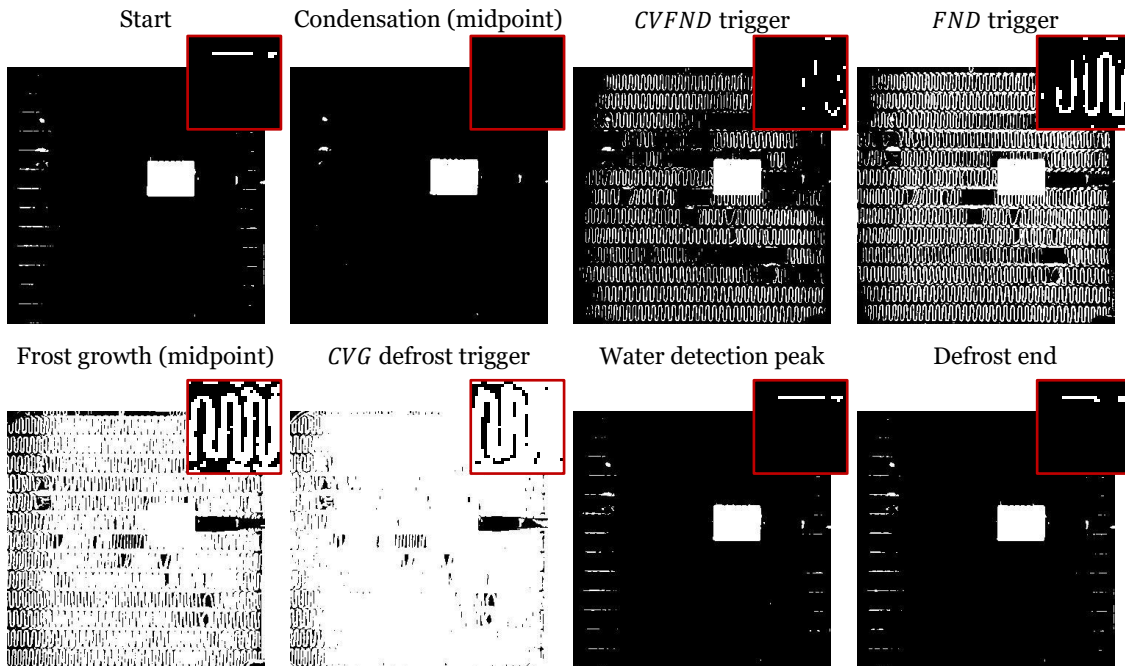 Start
Condensation (midpoint)
CVFND trigger
FND trigger
Frost growth (midpoint)
CVG defrost trigger
Water detection peak
Defrost end